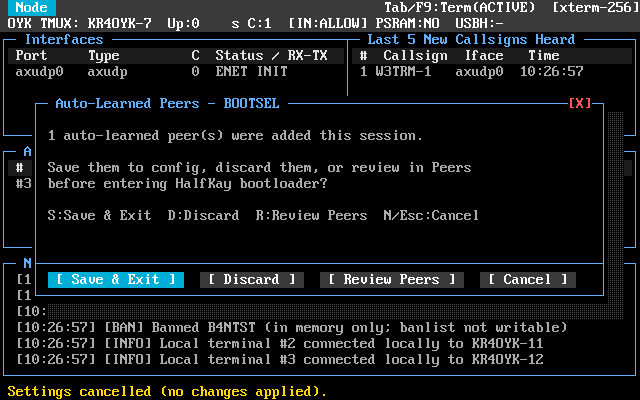 Node Tab/F9:Term(ACTIVE) [xterm-256]
OYK TMUX: KR4OYK-7 Up:0 s C:1 [IN:ALLOW] PSRAM:NO USBH:-
Interfaces Last 5 New Callsigns Heard
Port Type C Status / RX-TX # Callsign Iface Time
axudp0 axudp 0 ENET INIT 1 W3TRM-1 axudp0 10:26:57
Auto-Learned Peers - BOOTSEL [X]
1 auto-learned peer(s) were added this session.
A
# Save them to config, discard them, or review in Peers
#3 before entering HalfKay bootloader?
S:Save & Exit D:Discard R:Review Peers N/Esc:Cancel
N
[1 [ Save & Exit ] [ Discard ] [ Review Peers ] [ Cancel ]
[1
[10:
[10:26:57] [BAN] Banned B4NTST (in memory only; banlist not writable)
[10:26:57] [INFO] Local terminal #2 connected locally to KR4OYK-11
[10:26:57] [INFO] Local terminal #3 connected locally to KR4OYK-12
Settings cancelled (no changes applied).